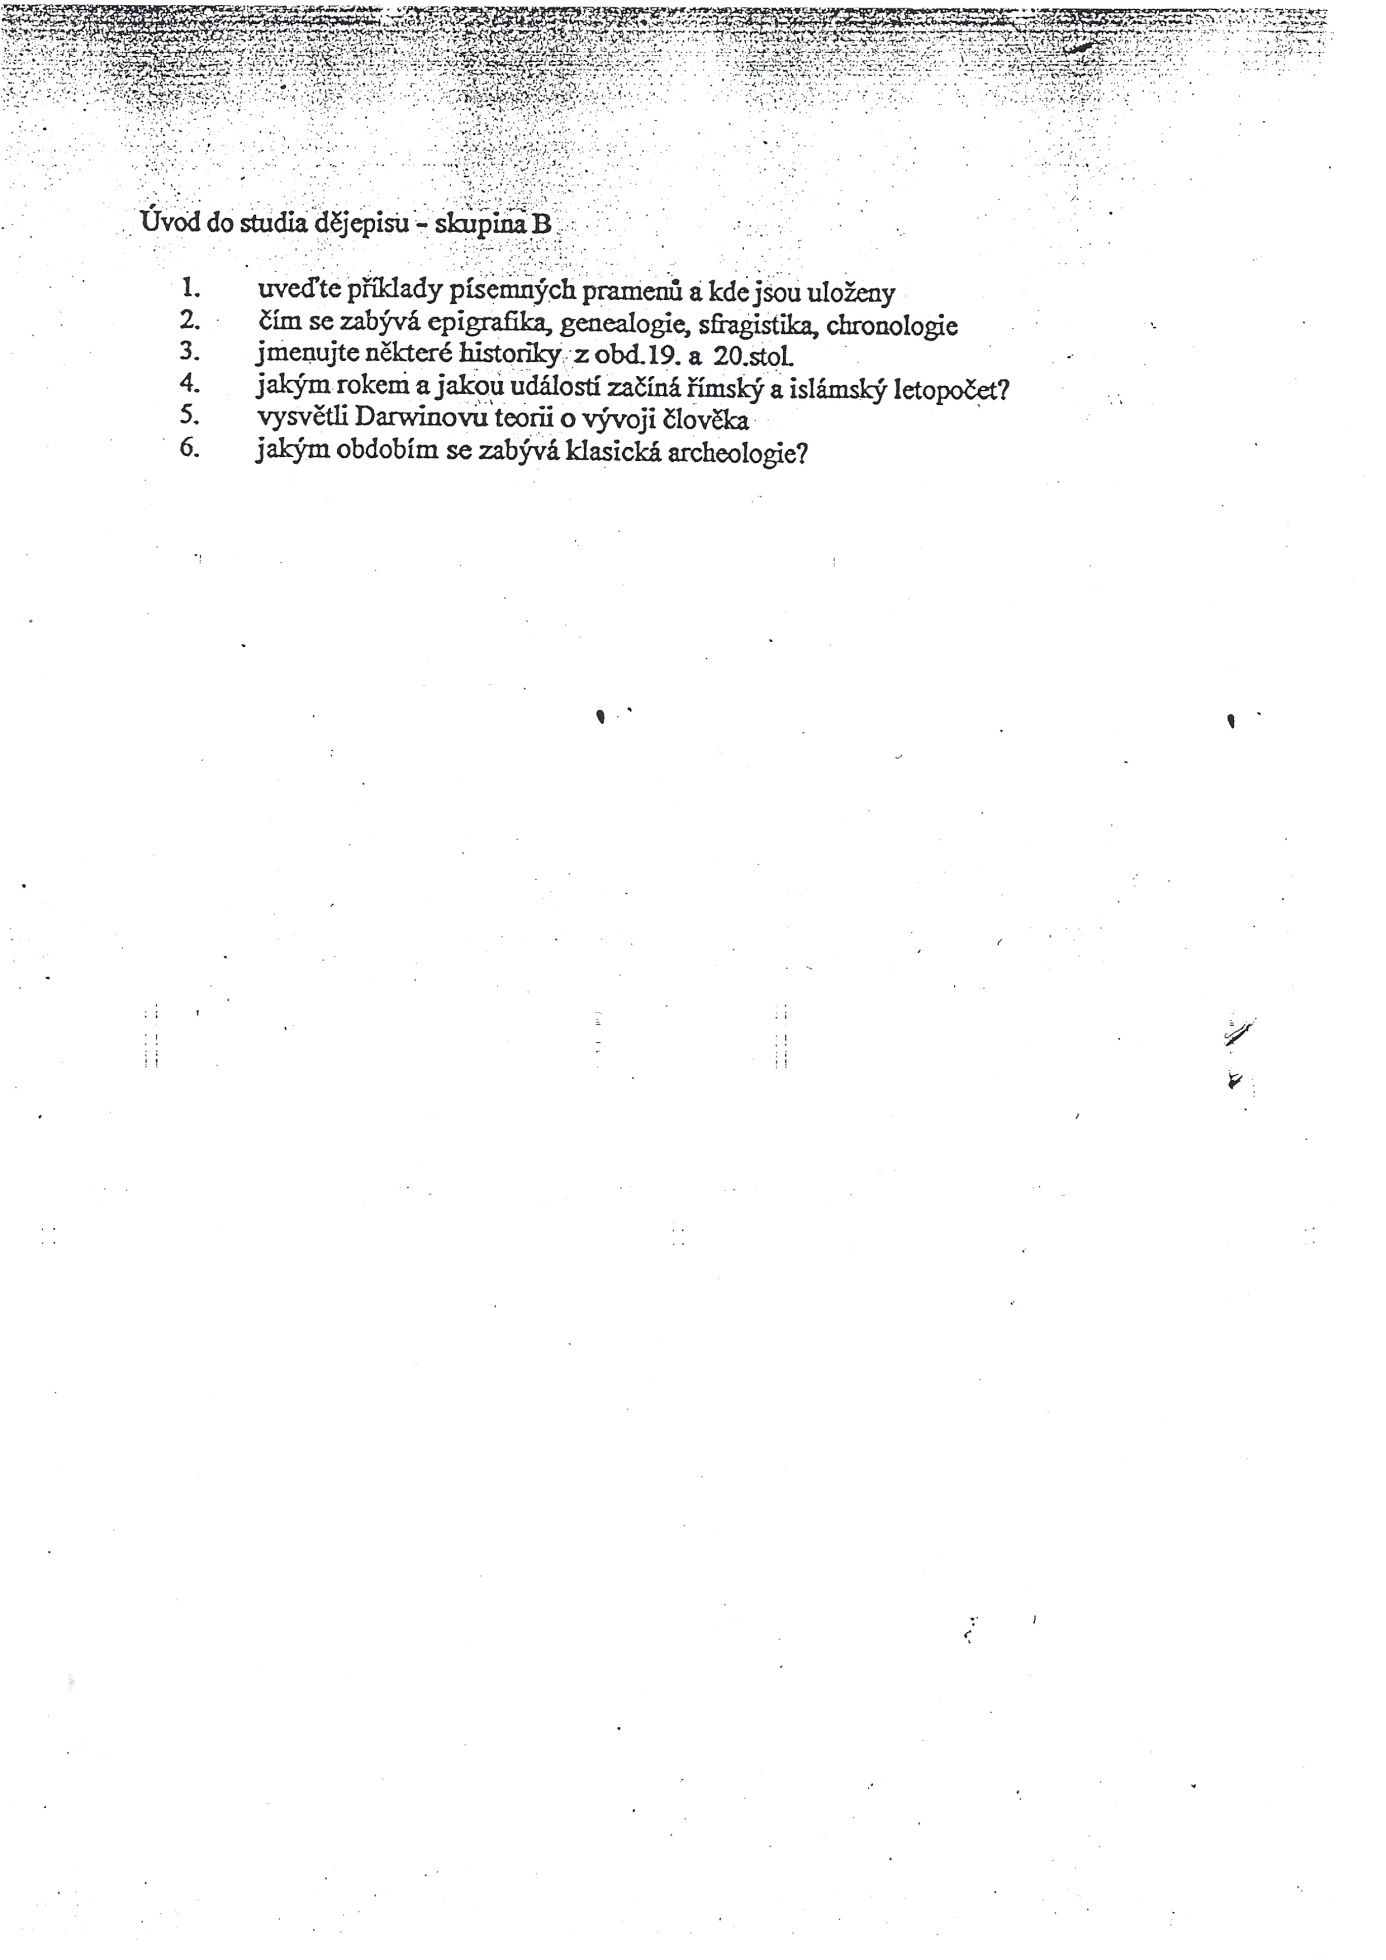 Úvod do studia dějepisu – skupina B
1. uveďte příklady písemných pramenů a kde jsou uloženy
2. čím se zabývá epigrafika, genealogie, sfragistika, chronologie
3. jmenujte některé historiky z obd.19. a 20.stol.
4. jakým rokem a jakou událostí začíná římský a islámský letopočet?
5. vysvětli Darwinovu teorii o vývoji člověka
6. jakým obdobím se zabývá klasická archeologie?